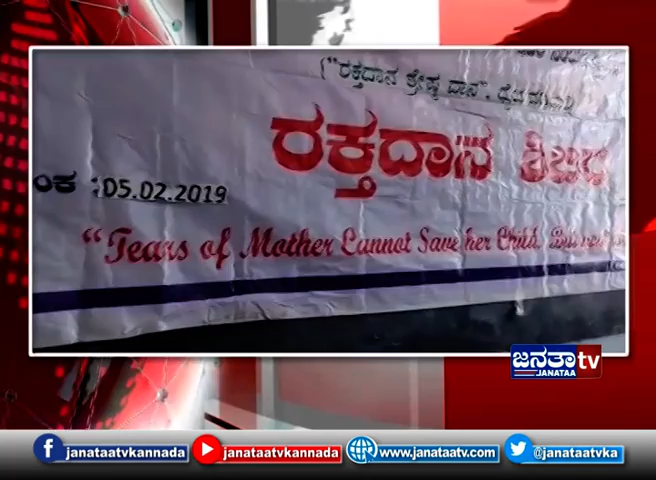 ("ರಕ್ತದಾನ ಶ್ರೇಷ್ಠ ದಾನ",
ರಕ್ತದಾನ ಶಿಬಿರ
ಂಕ :05.02.2019
"Tears of Mother Cannot Save her Child. But
ಜನತಾ tv
JANATAA
janataatvkannada
janataatvkannada
www.janataatv.com
@janataatvka